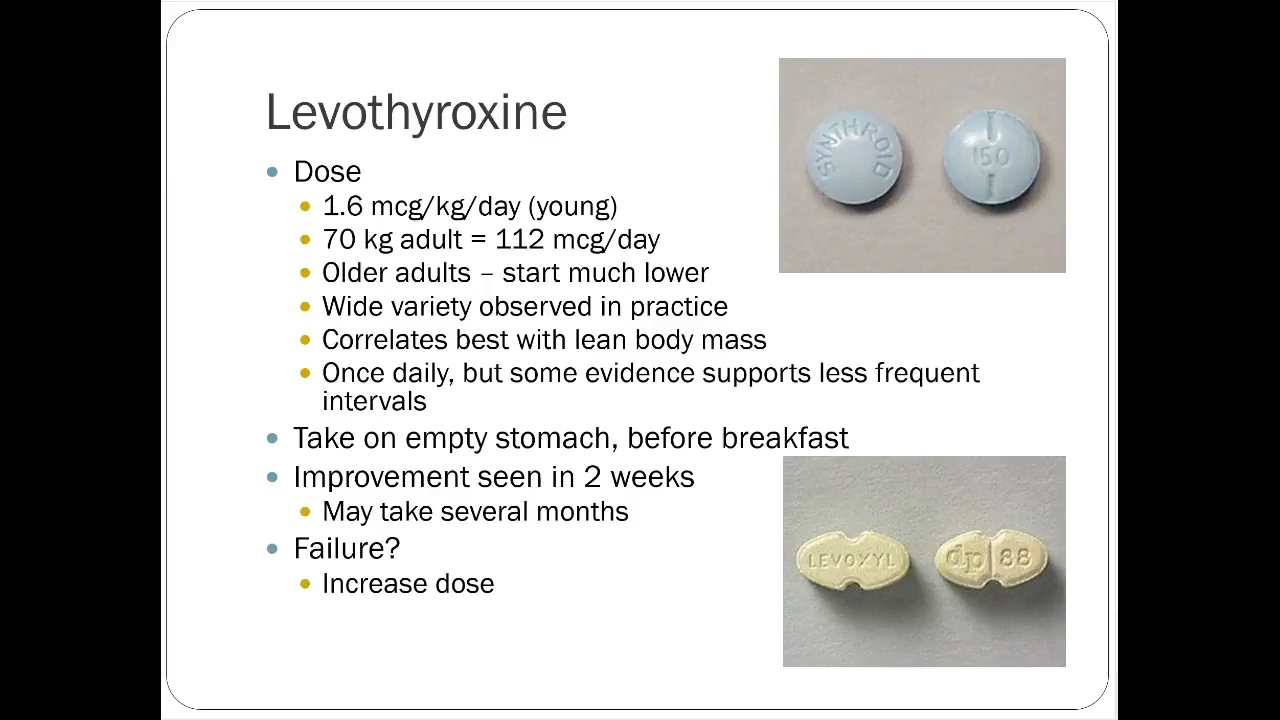 Levothyroxine
• Dose
• 1.6 mcg/kg/day (young)
• 70 kg adult = 112 mcg/day
• Older adults – start much lower
• Wide variety observed in practice
• Correlates best with lean body mass
• Once daily, but some evidence supports less frequent
intervals
• Take on empty stomach, before breakfast
• Improvement seen in 2 weeks
• May take several months
• Failure?
• Increase dose
SYNTHROID
150
LEVOXYL
dp 88